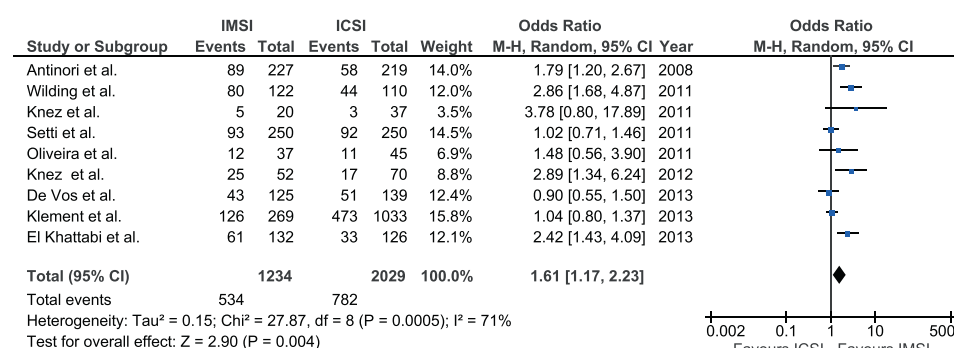 IMSI ICSI Odds Ratio Odds Ratio
Study or Subgroup Events Total Events Total Weight M-H, Random, 95% CI Year M-H, Random, 95% CI
Antinori et al. 89 227 58 219 14.0% 1.79 [1.20, 2.67] 2008
Wilding et al. 80 122 44 110 12.0% 2.86 [1.68, 4.87] 2011
Knez et al. 5 20 3 37 3.5% 3.78 [0.80, 17.89] 2011
Setti et al. 93 250 92 250 14.5% 1.02 [0.71, 1.46] 2011
Oliveira et al. 12 37 11 45 6.9% 1.48 [0.56, 3.90] 2011
Knez et al. 25 52 17 70 8.8% 2.89 [1.34, 6.24] 2012
De Vos et al. 43 125 51 139 12.4% 0.90 [0.55, 1.50] 2013
Klement et al. 126 269 473 1033 15.8% 1.04 [0.80, 1.37] 2013
El Khattabi et al. 61 132 33 126 12.1% 2.42 [1.43, 4.09] 2013
Total (95% CI) 1234 2029 100.0% 1.61 [1.17, 2.23]
Total events 534 782
Heterogeneity: Tau² = 0.15; Chi² = 27.87, df = 8 (P = 0.0005); I² = 71%
Test for overall effect: Z = 2.90 (P = 0.004)
0.002 0.1 1 10 500
Favours ICSI Favours IMSI